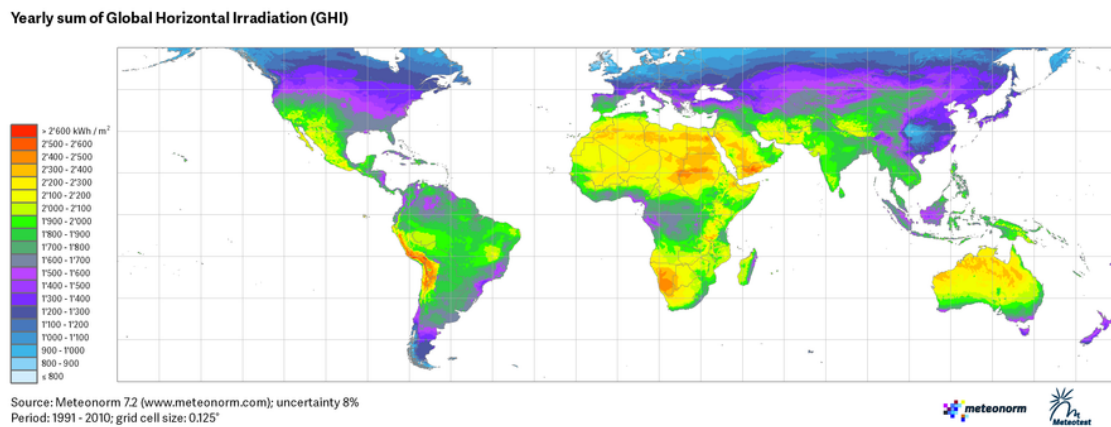 Yearly sum of Global Horizontal Irradiation (GHI)
> 2'600 kWh / m²
2'500 - 2'600
2'400 - 2'500
2'300 - 2'400
2'200 - 2'300
2'100 - 2'200
2'000 - 2'100
1'900 - 2'000
1'800 - 1'900
1'700 - 1'800
1'600 - 1'700
1'500 - 1'600
1'400 - 1'500
1'300 - 1'400
1'200 - 1'300
1'100 - 1'200
1'000 - 1'100
900 - 1'000
800 - 900
≤ 800
Source: Meteonorm 7.2 (www.meteonorm.com); uncertainty 8%
Period: 1991 - 2010; grid cell size: 0.125°
meteonorm
Meteotest